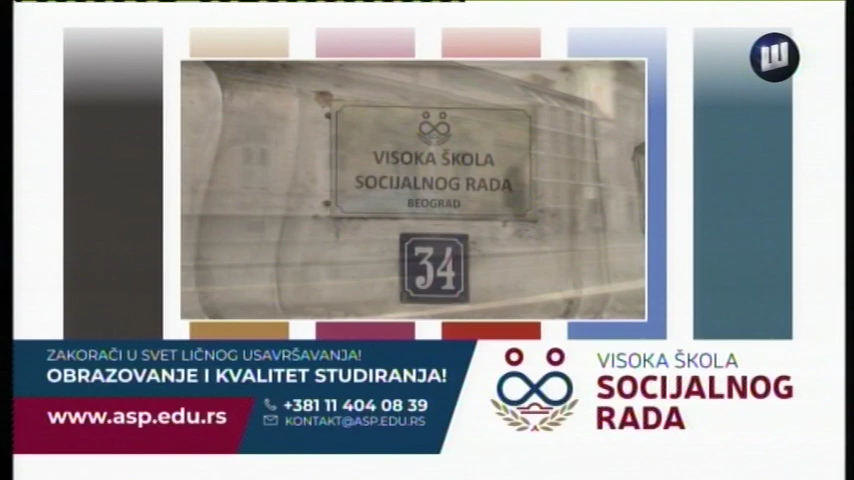 Ш
VISOKA ŠKOLA
SOCIJALNOG RADA
BEOGRAD
34
ZAKORAČI U SVET LIČNOG USAVRŠAVANJA!
OBRAZOVANJE I KVALITET STUDIRANJA!
www.asp.edu.rs
+381 11 404 08 39
KONTAKT@ASP.EDU.RS
VISOKA ŠKOLA
SOCIJALNOG
RADA